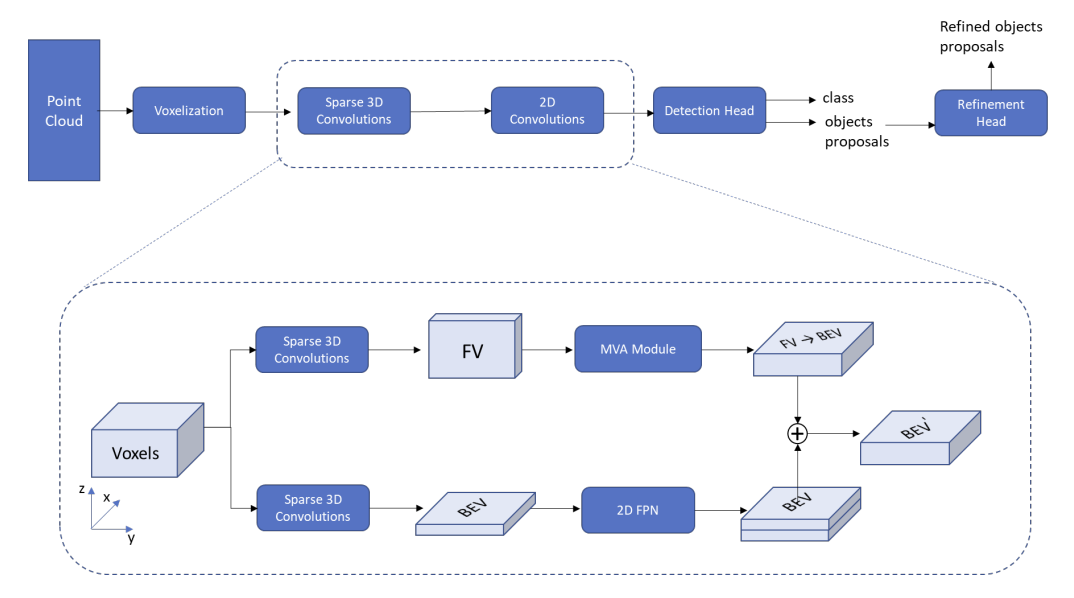 Refined objects
proposals
Point
Cloud
Voxelization
Sparse 3D
Convolutions
2D
Convolutions
Detection Head
class
objects
proposals
Refinement
Head
Sparse 3D
Convolutions
FV
MVA Module
FV → BEV
Voxels
BEV'
z
x
y
Sparse 3D
Convolutions
BEV
2D FPN
BEV